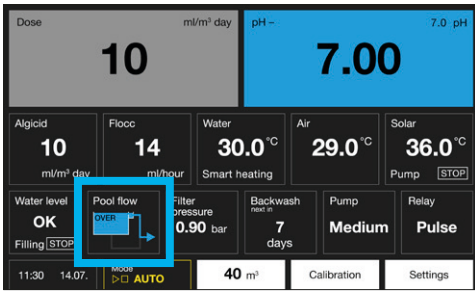 Dose ml/m³ day
10
pH – 7.0 pH
7.00
Algicid
10
ml/m³ day
Flocc
14
ml/hour
Water
30.0 °C
Smart heating
Air
29.0 °C
Solar
36.0 °C
Pump STOP
Water level
OK
Filling STOP
Pool flow
OVER
Filter
pressure
0.90 bar
Backwash
next in
7
days
Pump
Medium
Relay
Pulse
11:30 14.07.
Mode
AUTO
40 m³
Calibration
Settings